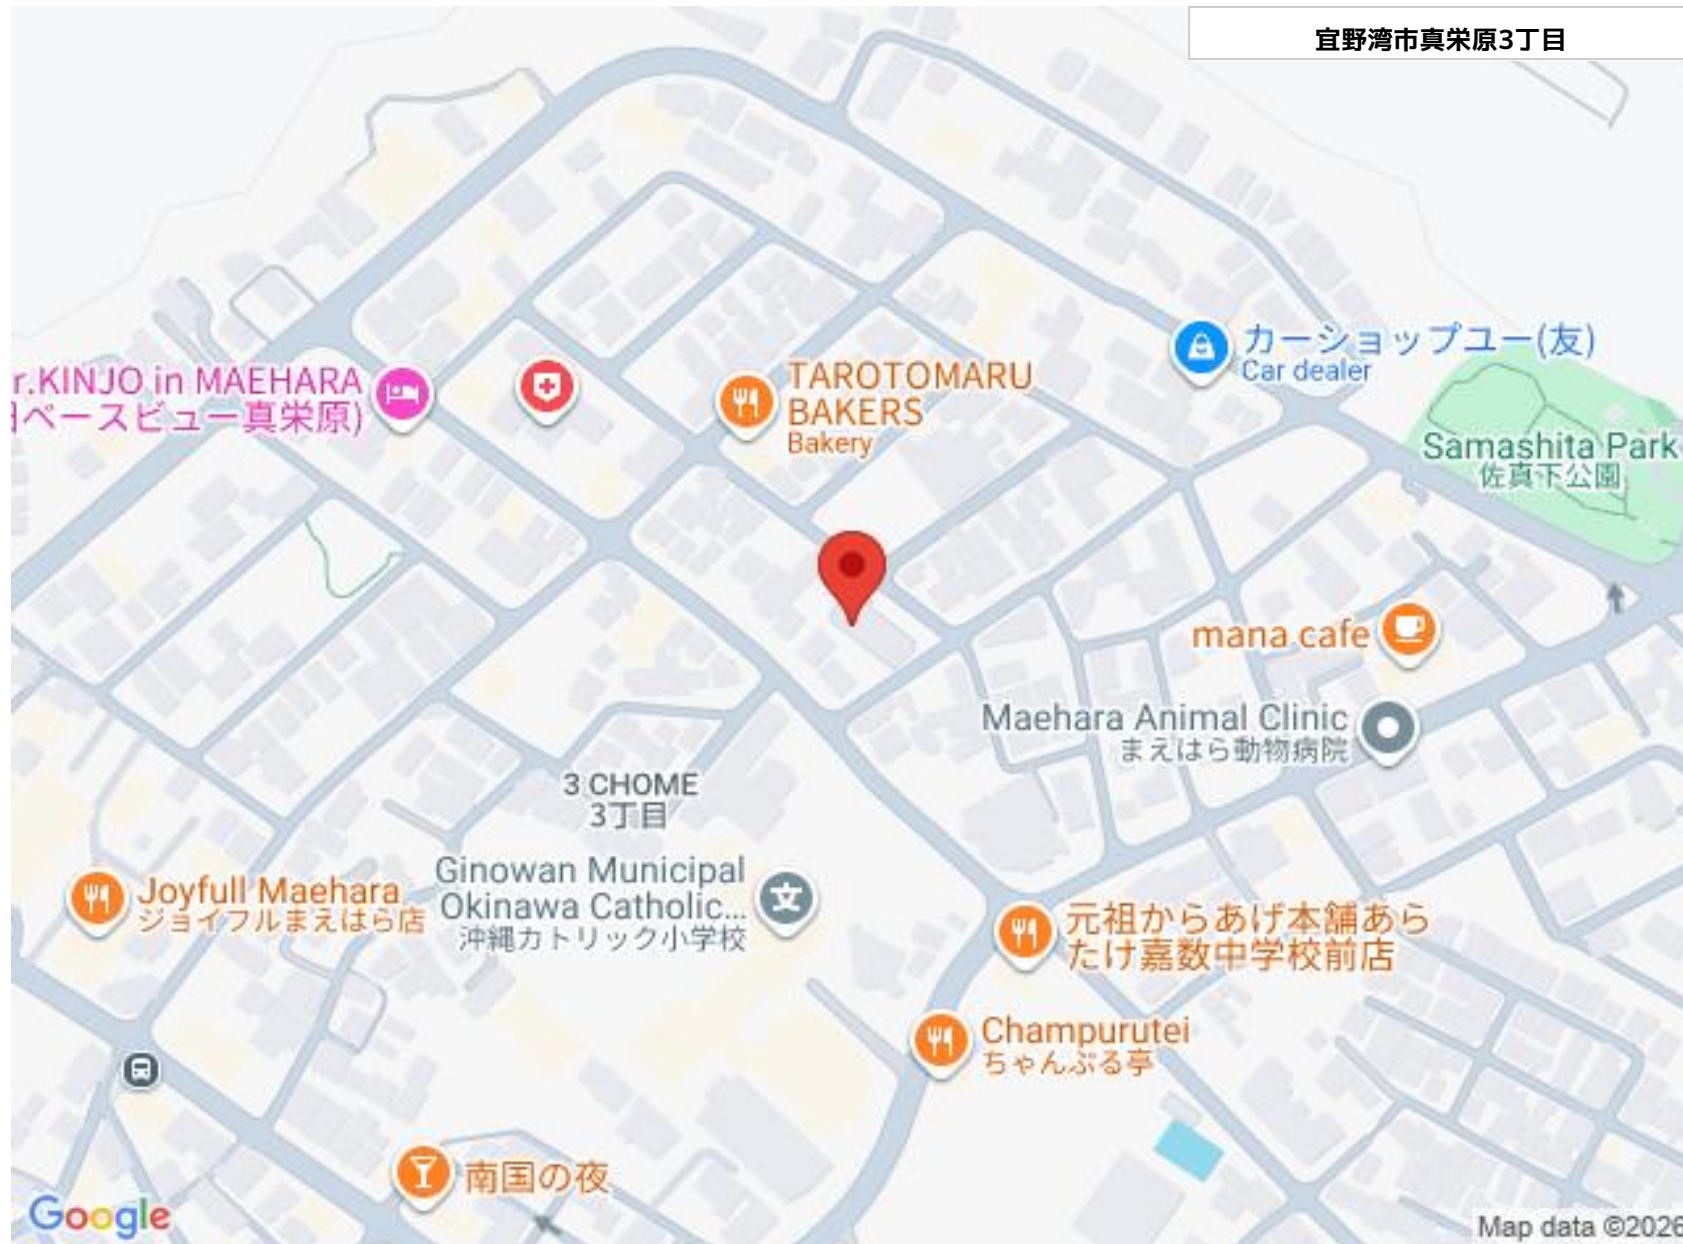 宜野湾市真栄原3丁目
カーショップユー(友)
Car dealer
r.KINJO in MAEHARA
ベースビュー真栄原)
TAROTOMARU
BAKERS
Bakery
Samashita Park
佐真下公園
mana cafe
Maehara Animal Clinic
まえはら動物病院
3 CHOME
3丁目
Ginowan Municipal
Okinawa Catholic...
沖縄カトリック小学校
文
Joyfull Maehara
ジョイフルまえはら店
元祖からあげ本舗あら
たけ嘉数中学校前店
Champurutei
ちゃんぷる亭
南国の夜
Google
Map data ©2026